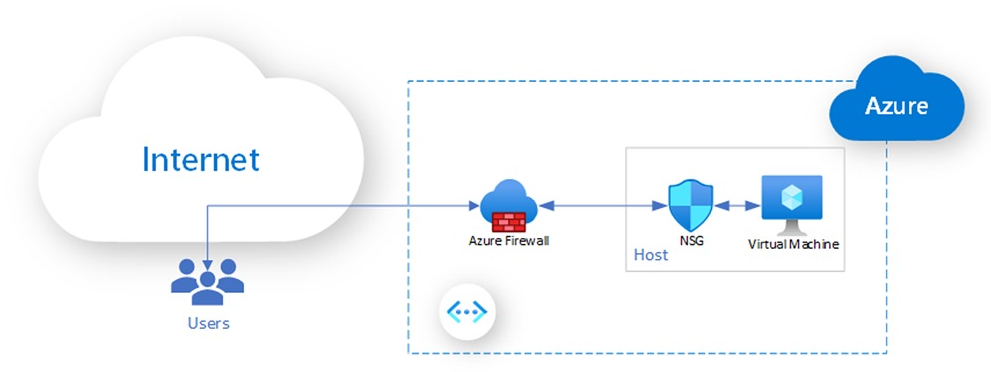 Internet
Azure
Azure Firewall
NSG
Virtual Machine
Host
Users